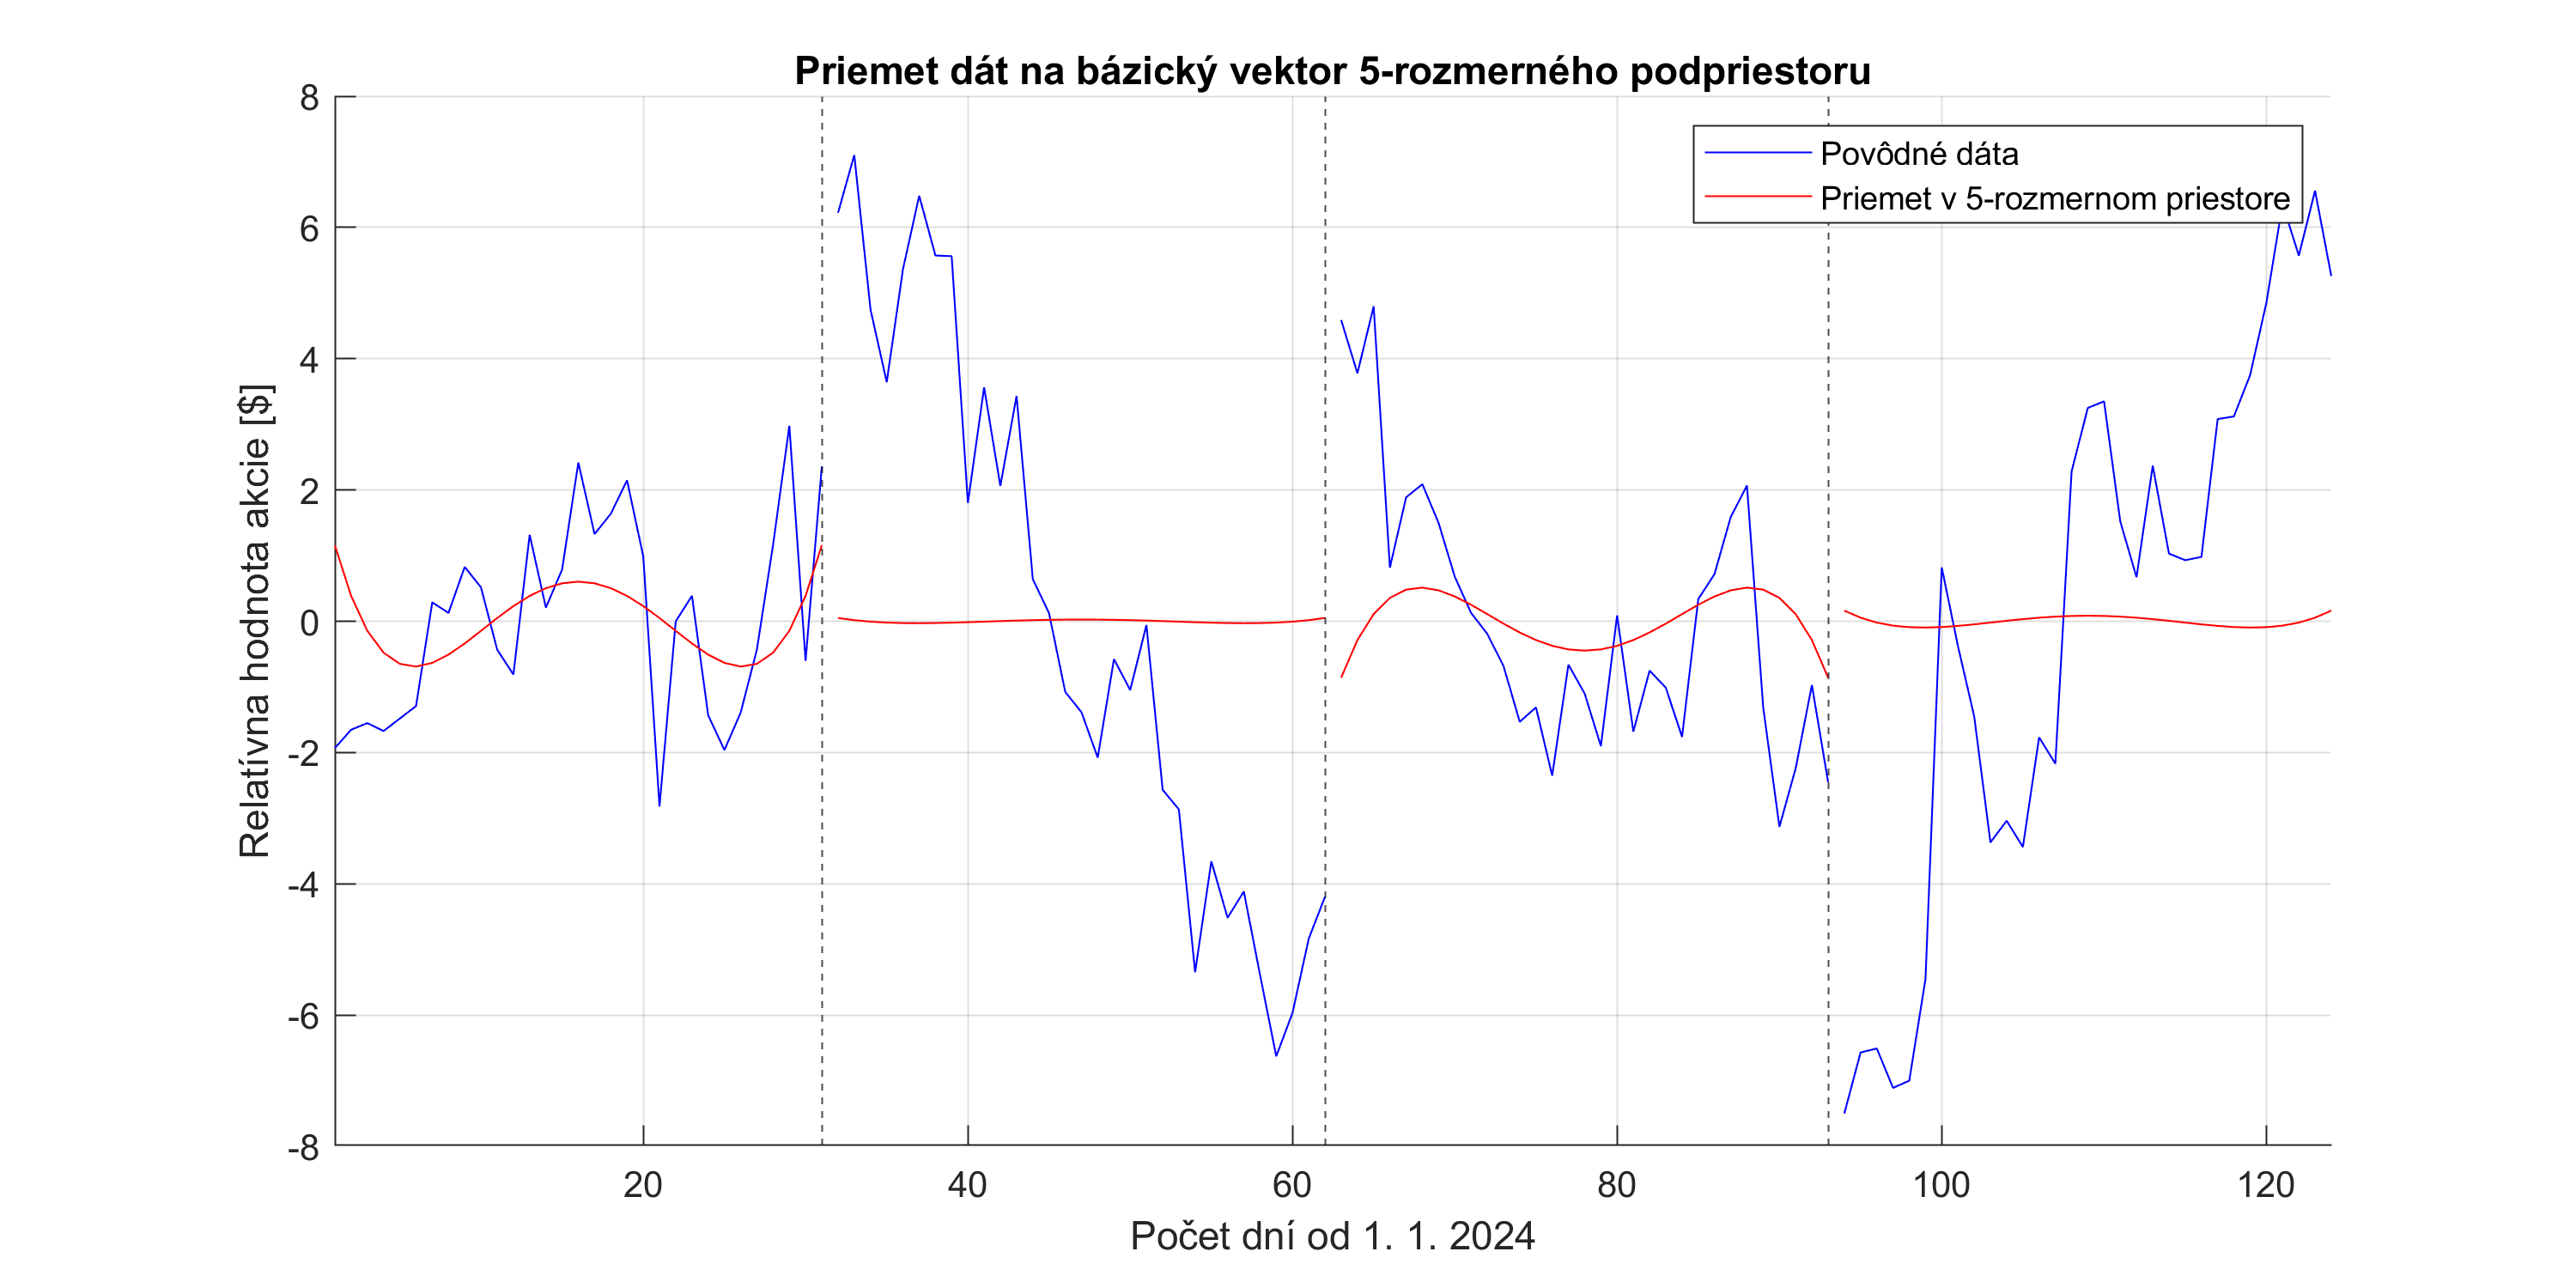 Priemet dát na bázický vektor 5-rozmerného podpriestoru
8
6
4
2
0
-2
-4
-6
-8
Relatívna hodnota akcie [$]
Povôdné dáta
Priemet v 5-rozmernom priestore
20 40 60 80 100 120
Počet dní od 1. 1. 2024